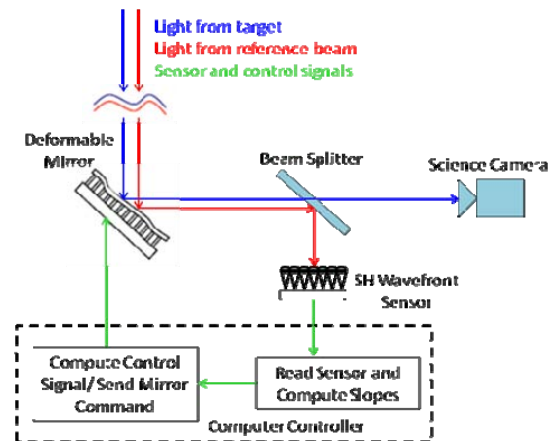 Light from target
Light from reference beam
Sensor and control signals
Deformable
Mirror
Beam Splitter
Science Camera
SH Wavefront
Sensor
Compute Control
Signal/Send Mirror
Command
Read Sensor and
Compute Slopes
Computer Controller